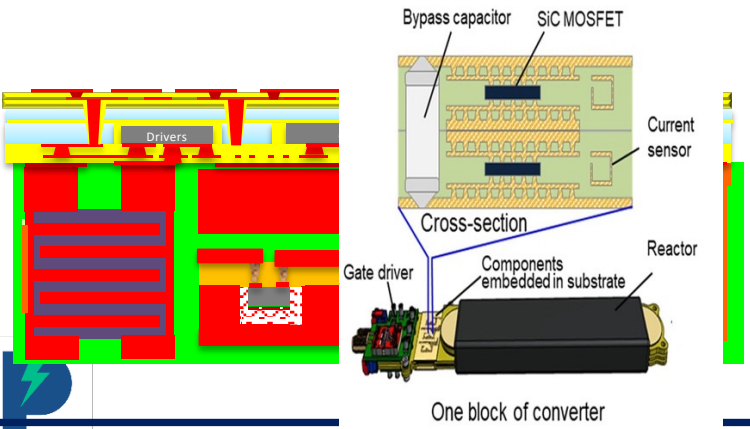 Bypass capacitor
SiC MOSFET
Drivers
Current
sensor
Cross-section
Reactor
Gate driver
Components
embedded in substrate
One block of converter